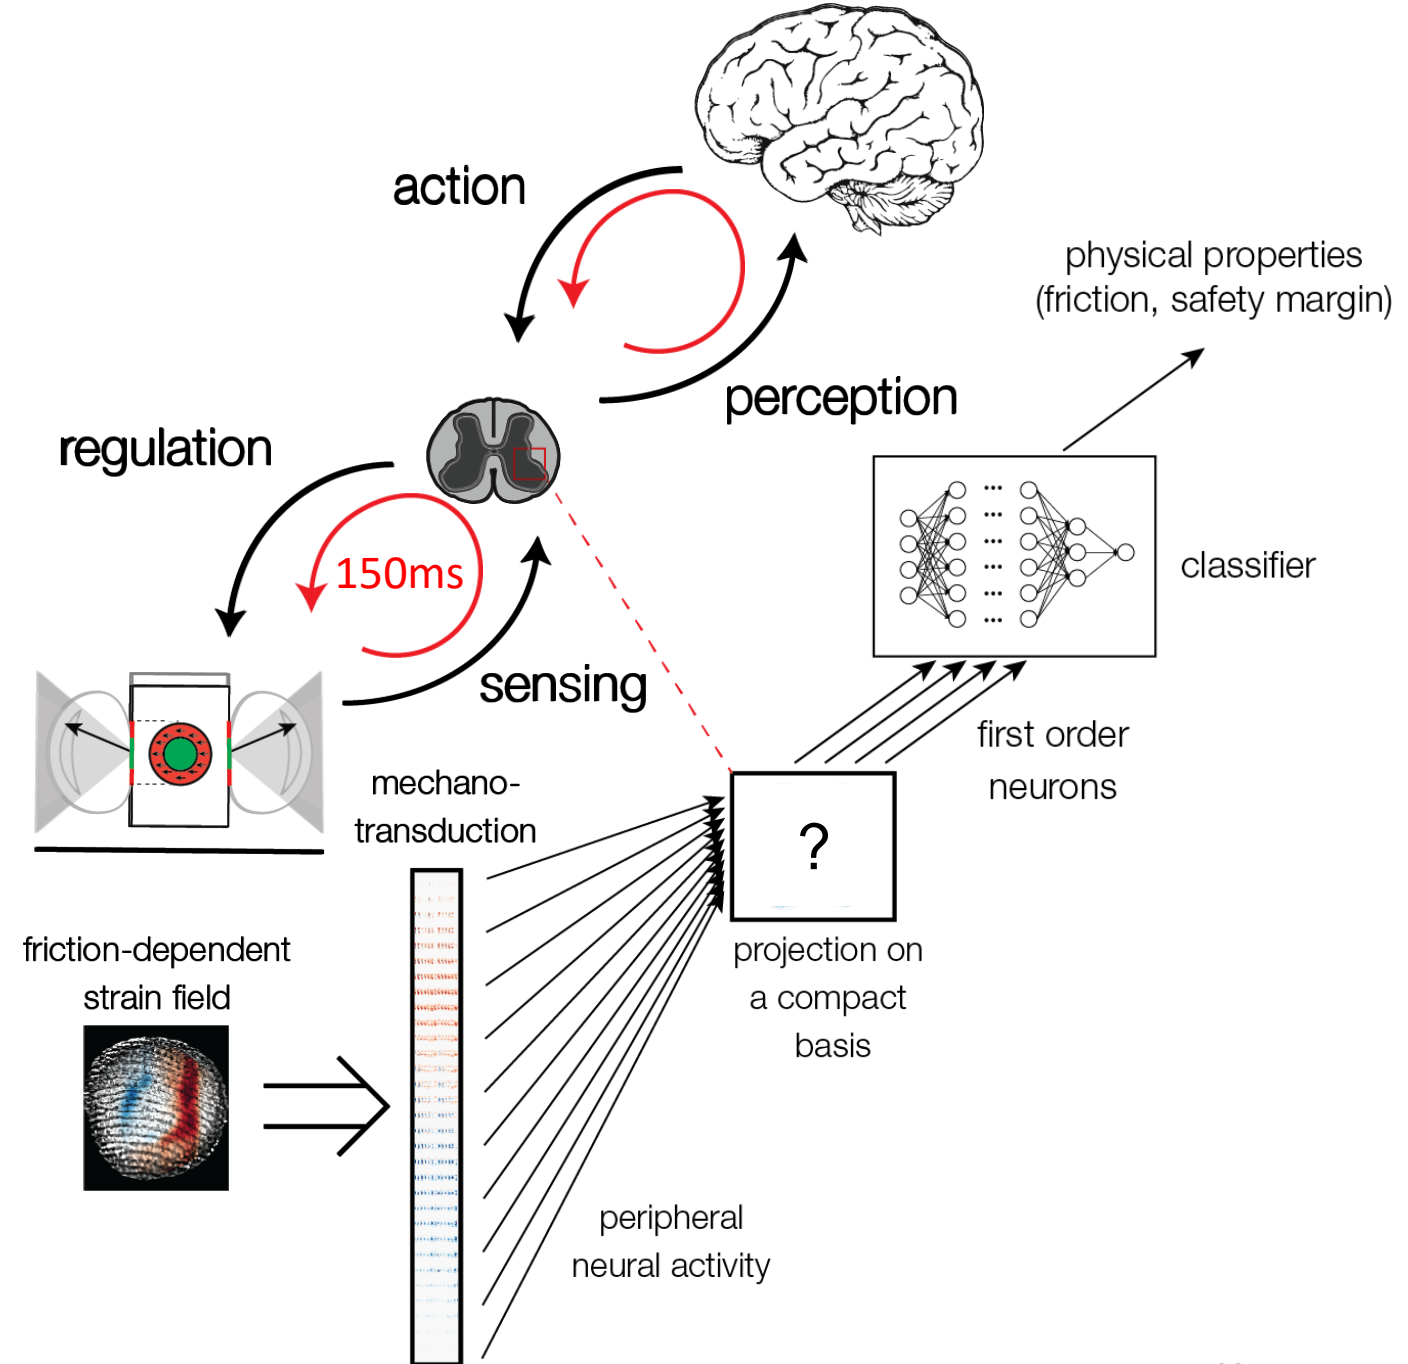 action
physical properties
(friction, safety margin)
perception
regulation
150ms
classifier
sensing
first order
neurons
mechano-
transduction
?
friction-dependent
strain field
projection on
a compact
basis
peripheral
neural activity